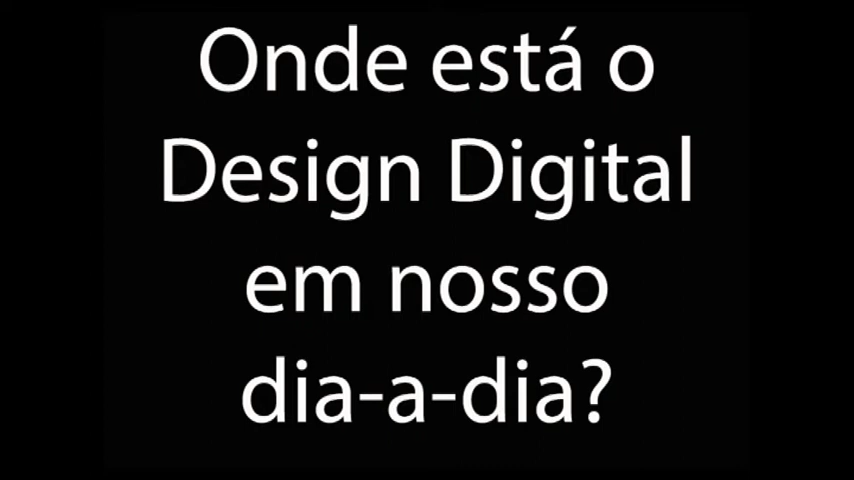 Onde está o
Design Digital
em nosso
dia-a-dia?